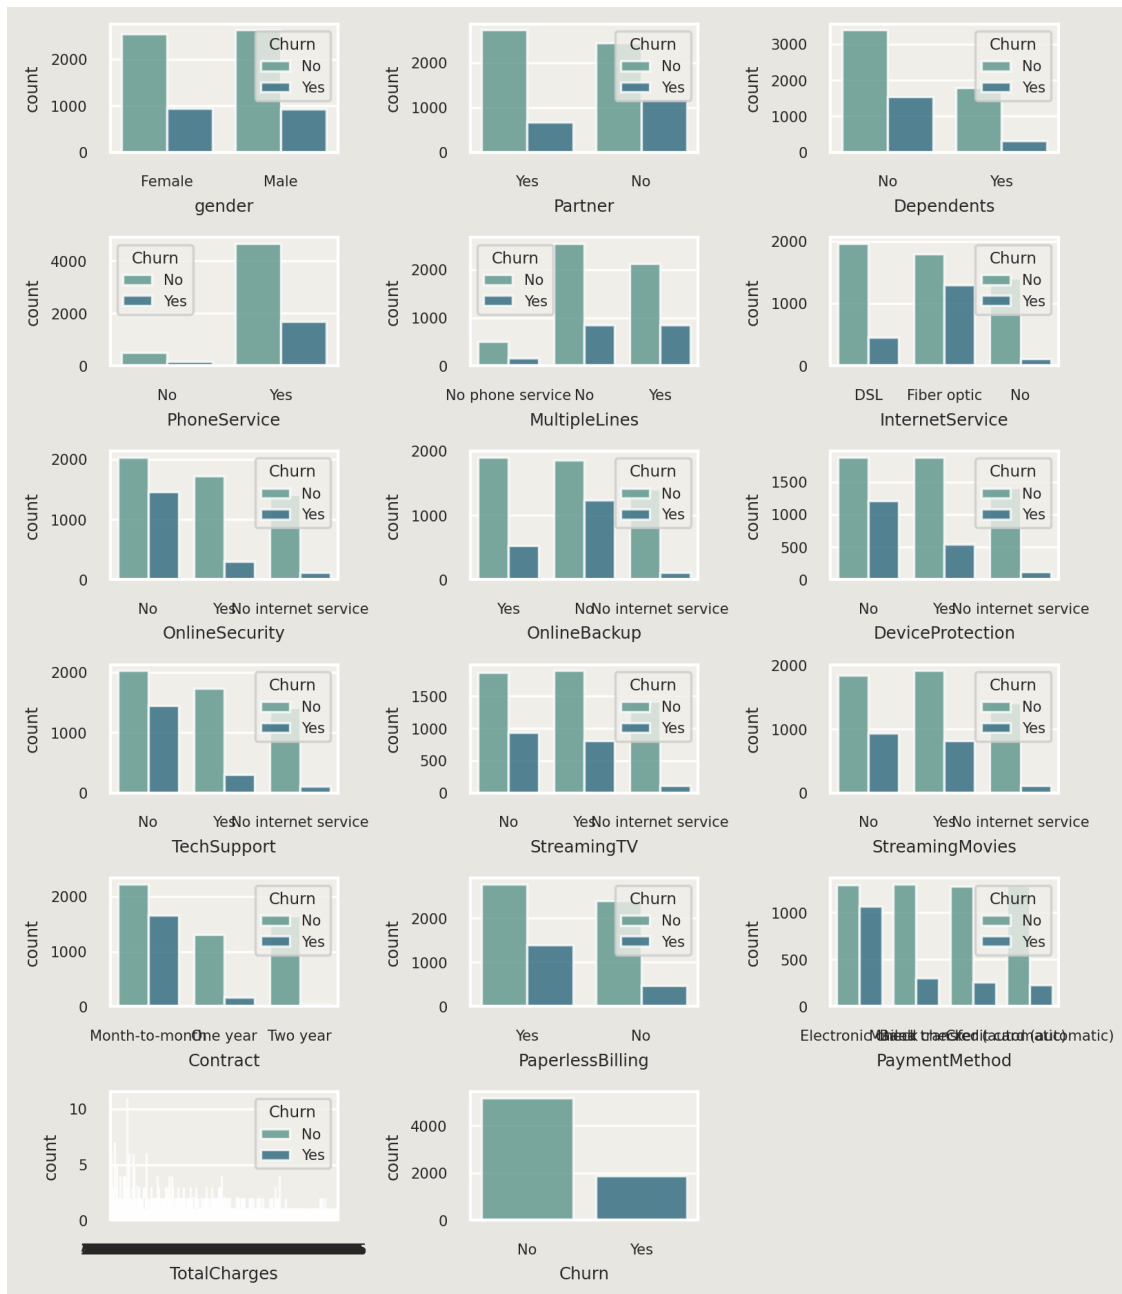 count
2000
1000
0
Churn
No
Yes
Female
Male
gender
count
2000
1000
0
Churn
No
Yes
Yes
No
Partner
count
3000
2000
1000
0
Churn
No
Yes
No
Yes
Dependents
count
4000
2000
0
Churn
No
Yes
No
Yes
PhoneService
count
2000
1000
0
Churn
No
Yes
No phone service
No
Yes
MultipleLines
count
2000
1000
0
Churn
No
Yes
DSL
Fiber optic
No
InternetService
count
2000
1000
0
Churn
No
Yes
No
Yes
No internet service
OnlineSecurity
count
2000
1000
0
Churn
No
Yes
Yes
No
No internet service
OnlineBackup
count
1500
1000
500
0
Churn
No
Yes
No
Yes
No internet service
DeviceProtection
count
2000
1000
0
Churn
No
Yes
No
Yes
No internet service
TechSupport
count
1500
1000
500
0
Churn
No
Yes
No
Yes
No internet service
StreamingTV
count
2000
1000
0
Churn
No
Yes
No
Yes
No internet service
StreamingMovies
count
2000
1000
0
Churn
No
Yes
Month-to-month
One year
Two year
Contract
count
2000
1000
0
Churn
No
Yes
Yes
No
PaperlessBilling
count
1000
500
0
Churn
No
Yes
Electronic
(automatic)
PaymentMethod
count
10
5
0
Churn
No
Yes
TotalCharges
count
4000
2000
0
No
Yes
Churn